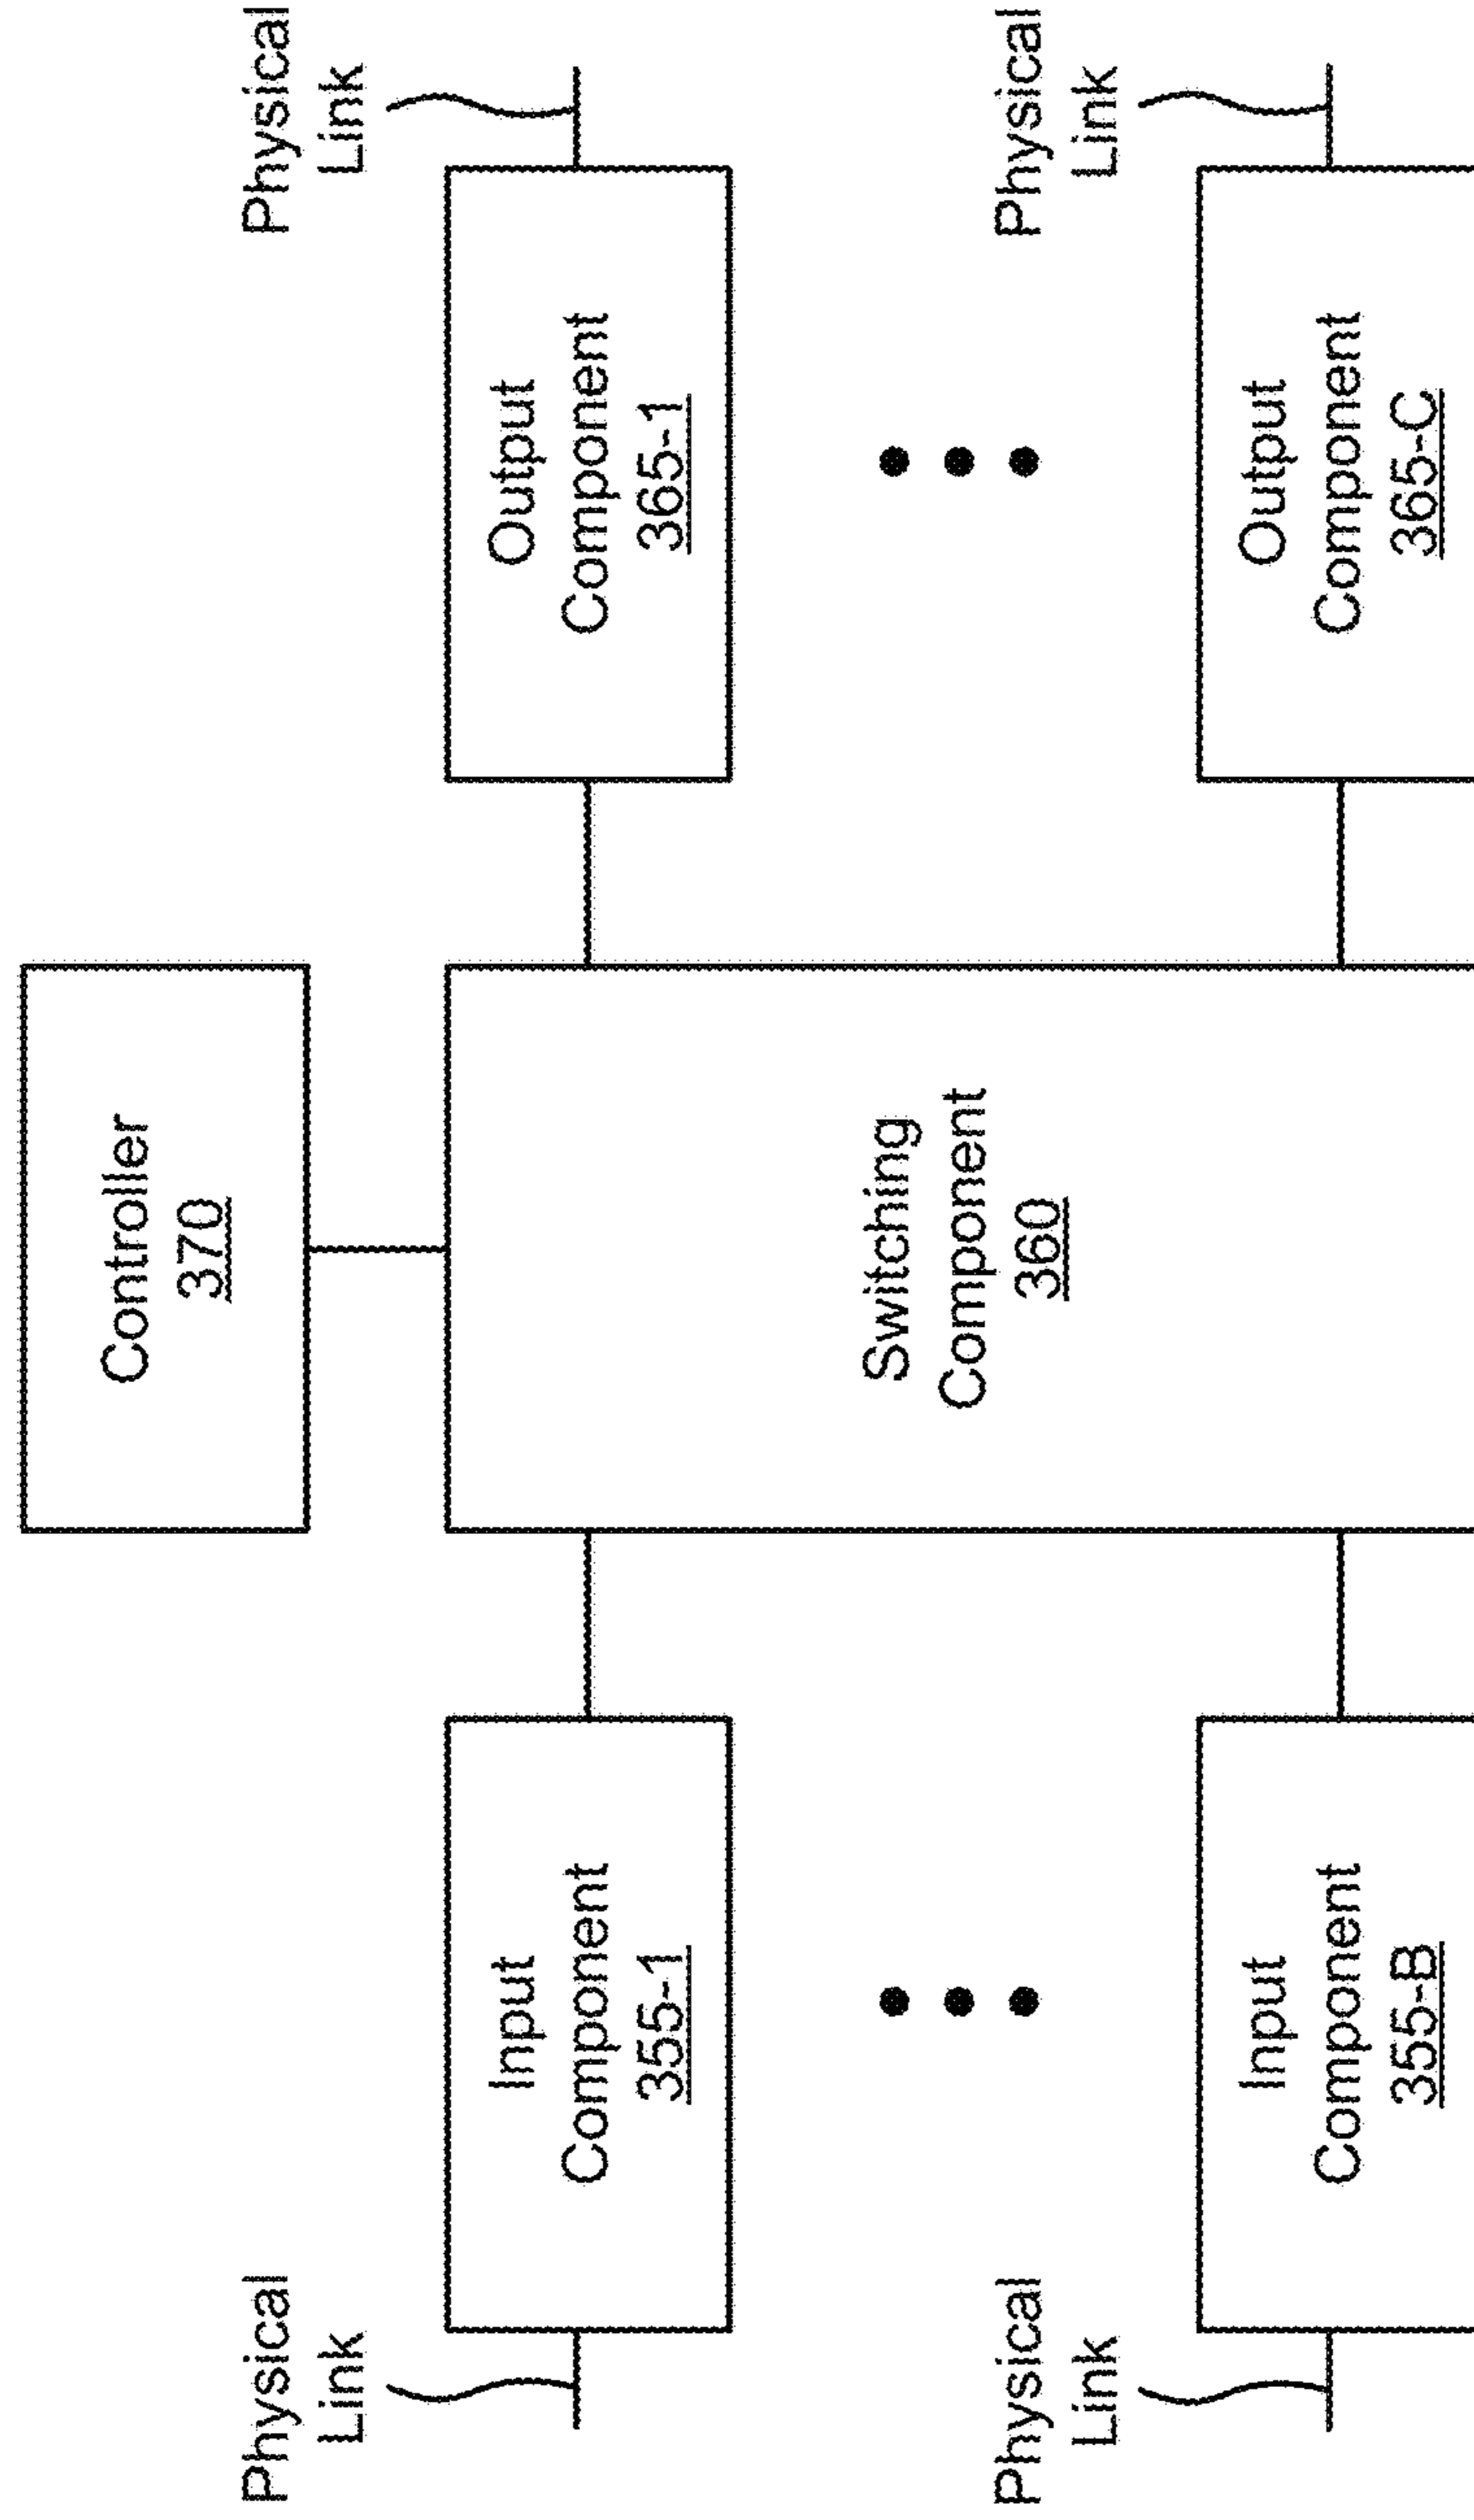 Controller
370
Physical
Link
Physical
Link
Input
Component
355-1
Output
Component
365-1
Switching
Component
360
Physical
Link
Physical
Link
Input
Component
355-B
Output
Component
365-C